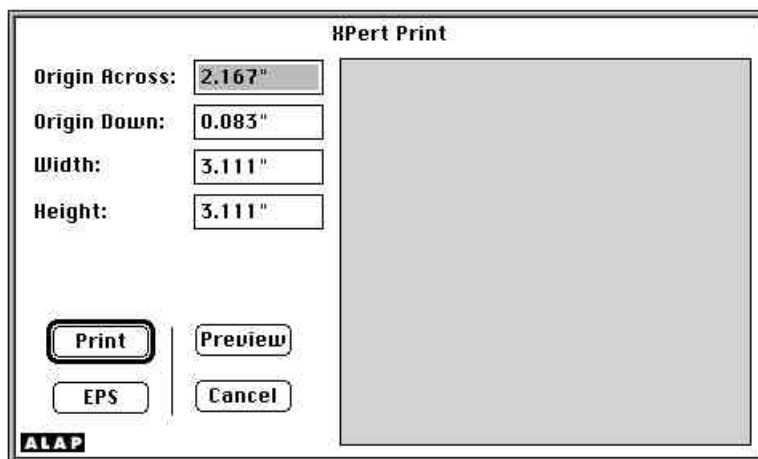 XPert Print
Origin Across: 2.167"
Origin Down: 0.083"
Width: 3.111"
Height: 3.111"
Print Preview
EPS Cancel
ALAP